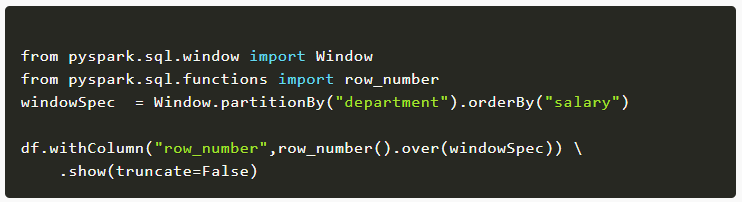 from pyspark.sql.window import Window
from pyspark.sql.functions import row_number
windowSpec  = Window.partitionBy("department").orderBy("salary")
df.withColumn("row_number",row_number().over(windowSpec)) \
    .show(truncate=False)